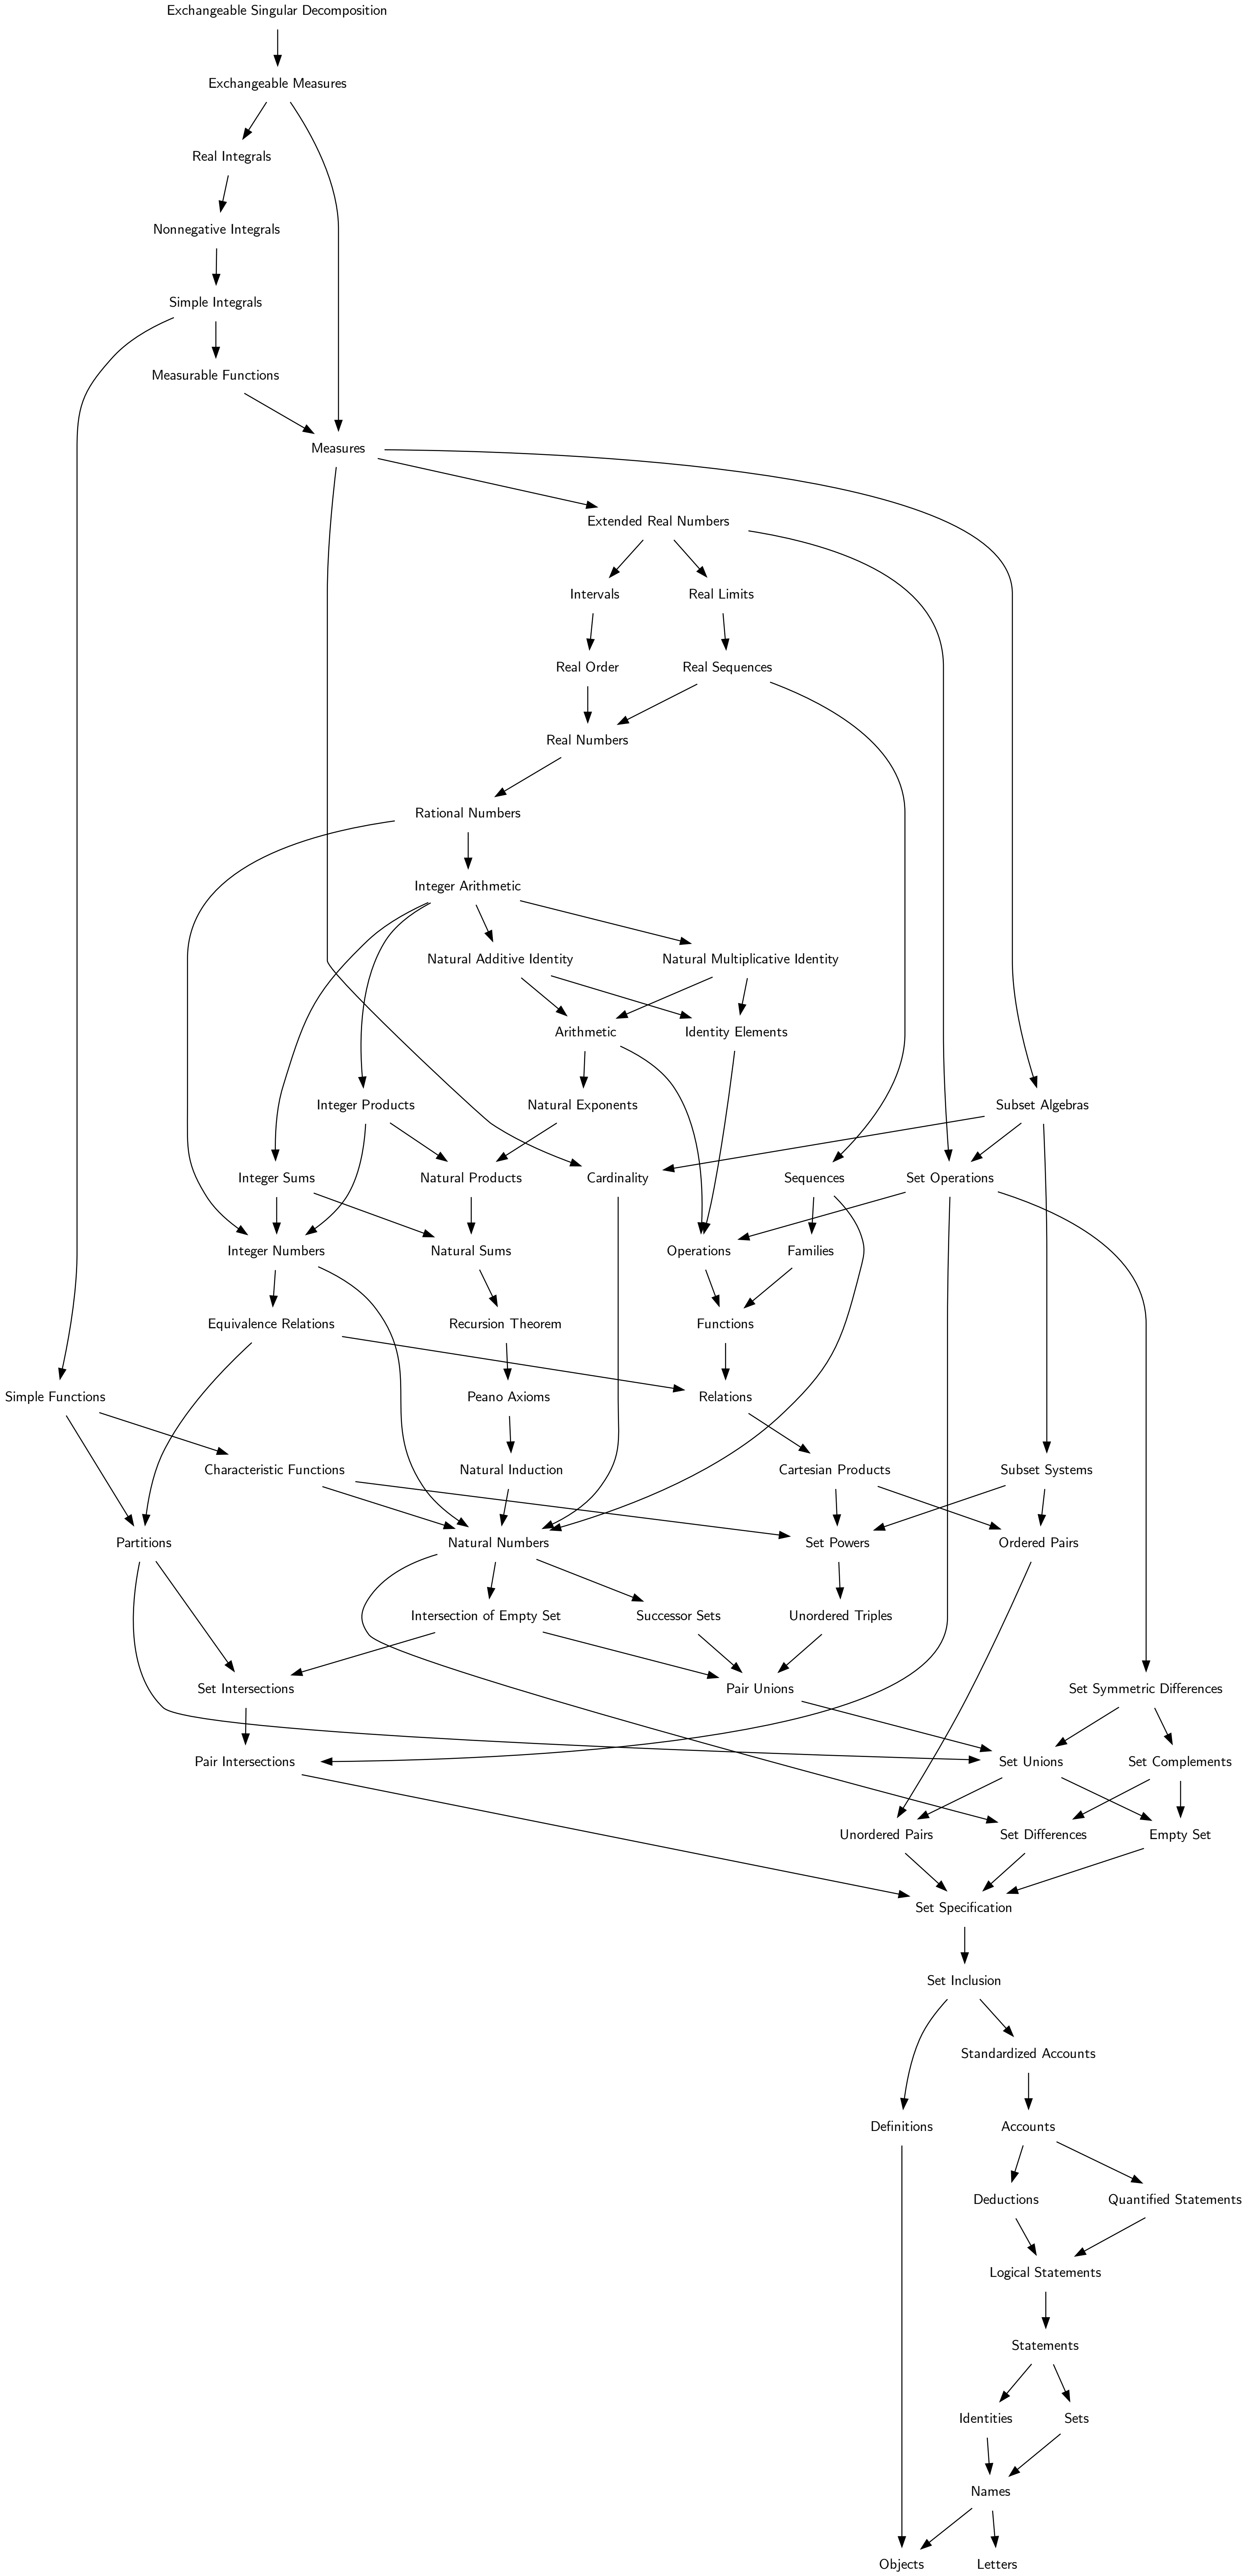 Exchangeable Singular Decomposition
Exchangeable Measures
Real Integrals
Nonnegative Integrals
Simple Integrals
Measurable Functions
Measures
Extended Real Numbers
Intervals
Real Limits
Real Order
Real Sequences
Real Numbers
Rational Numbers
Integer Arithmetic
Natural Additive Identity
Natural Multiplicative Identity
Arithmetic
Identity Elements
Integer Products
Natural Exponents
Subset Algebras
Integer Sums
Natural Products
Cardinality
Sequences
Set Operations
Integer Numbers
Natural Sums
Operations
Families
Equivalence Relations
Recursion Theorem
Functions
Simple Functions
Peano Axioms
Relations
Characteristic Functions
Natural Induction
Cartesian Products
Subset Systems
Partitions
Natural Numbers
Set Powers
Ordered Pairs
Intersection of Empty Set
Successor Sets
Unordered Triples
Set Intersections
Pair Unions
Set Symmetric Differences
Pair Intersections
Set Unions
Set Complements
Unordered Pairs
Set Differences
Empty Set
Set Specification
Set Inclusion
Standardized Accounts
Definitions
Accounts
Deductions
Quantified Statements
Logical Statements
Statements
Identities
Sets
Names
Objects
Letters